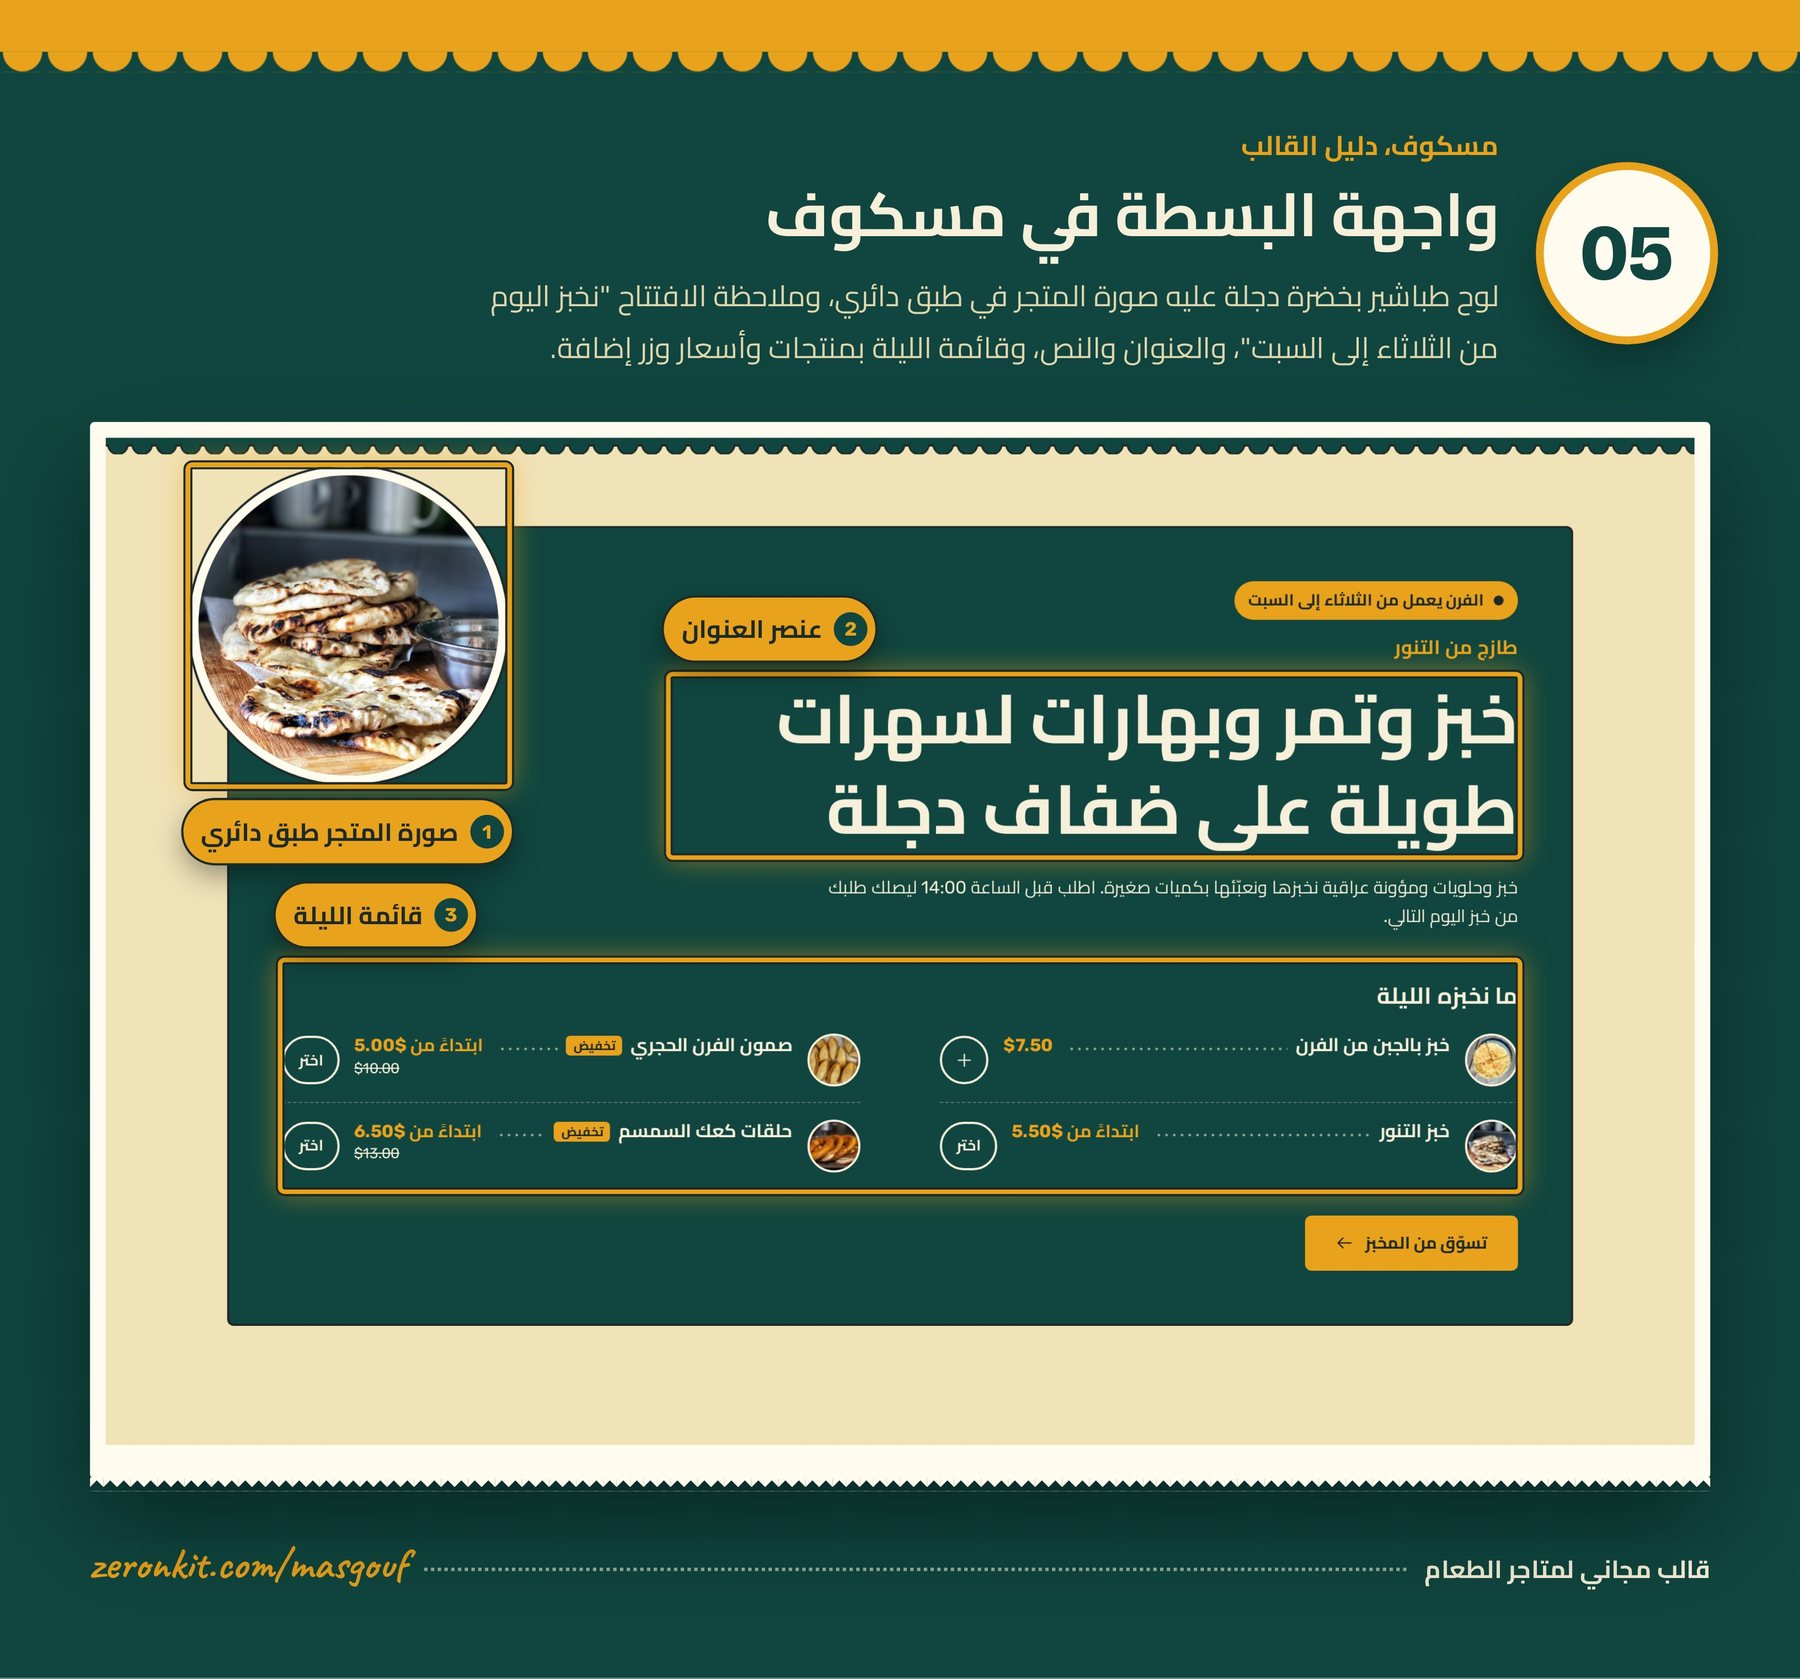 مسكوف، دليل القالب
واجهة البسطة في مسكوف
05
لوح طباشير بخضرة دجلة عليه صورة المتجر في طبق دائري، وملاحظة الافتتاح "نخبز اليوم
من الثلاثاء إلى السبت"، والعنوان والنص، وقائمة الليلة بمنتجات وأسعار وزر إضافة.
الفرن يعمل من الثلاثاء إلى السبت
2 عنصر العنوان
طازج من التنور
خبز وتمر وبهارات لسهرات
طويلة على ضفاف دجلة
1 صورة المتجر طبق دائري
خبز وحلويات ومؤونة عراقية نخبزها ونعبّئها بكميات صغيرة. اطلب قبل الساعة 14:00 ليصلك طلبك
من خبز اليوم التالي.
3 قائمة الليلة
ما نخبزه الليلة
خبز بالجبن من الفرن $7.50 +
صمون الفرن الحجري تخفيض ابتداءً من 5.00$ اختر
$10.00
خبز التنور ابتداءً من 5.50$ اختر
حلقات كعك السمسم تخفيض ابتداءً من 6.50$ اختر
$13.00
تسوّق من المخبز ←
قالب مجاني لمتاجر الطعام
zeronkit.com/masgouf